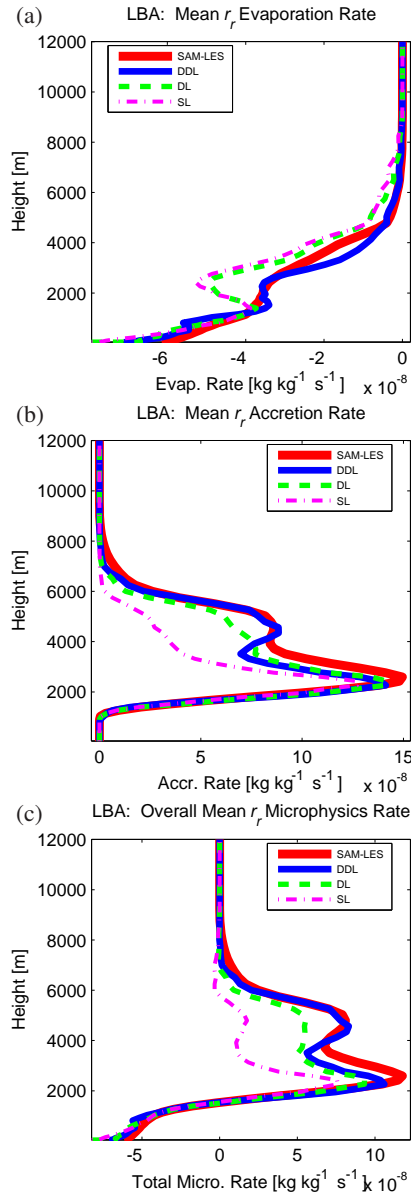 (a)
LBA: Mean r_r Evaporation Rate
12000
10000
8000
6000
4000
2000
Height [m]
SAM-LES
DDL
DL
SL
-6 -4 -2 0
Evap. Rate [kg kg⁻¹ s⁻¹] x 10⁻⁸
(b)
LBA: Mean r_r Accretion Rate
12000
10000
8000
6000
4000
2000
Height [m]
SAM-LES
DDL
DL
SL
0 5 10 15
Accr. Rate [kg kg⁻¹ s⁻¹] x 10⁻⁸
(c)
LBA: Overall Mean r_r Microphysics Rate
12000
10000
8000
6000
4000
2000
Height [m]
SAM-LES
DDL
DL
SL
-5 0 5 10
Total Micro. Rate [kg kg⁻¹ s⁻¹] x 10⁻⁸